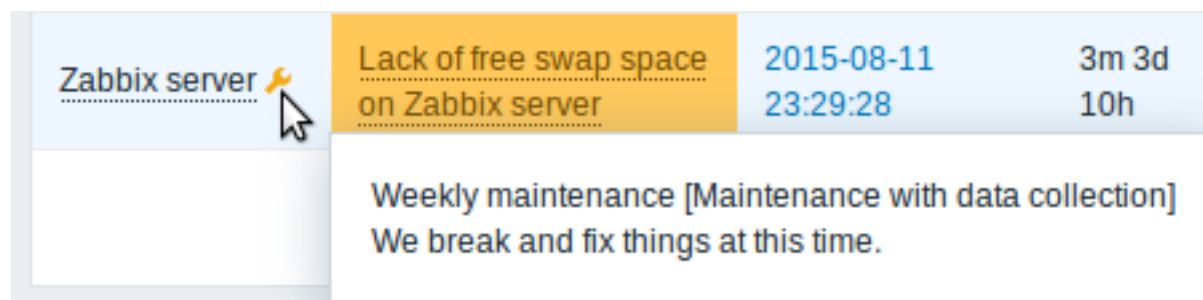 Zabbix server
Lack of free swap space
on Zabbix server
2015-08-11
23:29:28
3m 3d
10h
Weekly maintenance [Maintenance with data collection]
We break and fix things at this time.